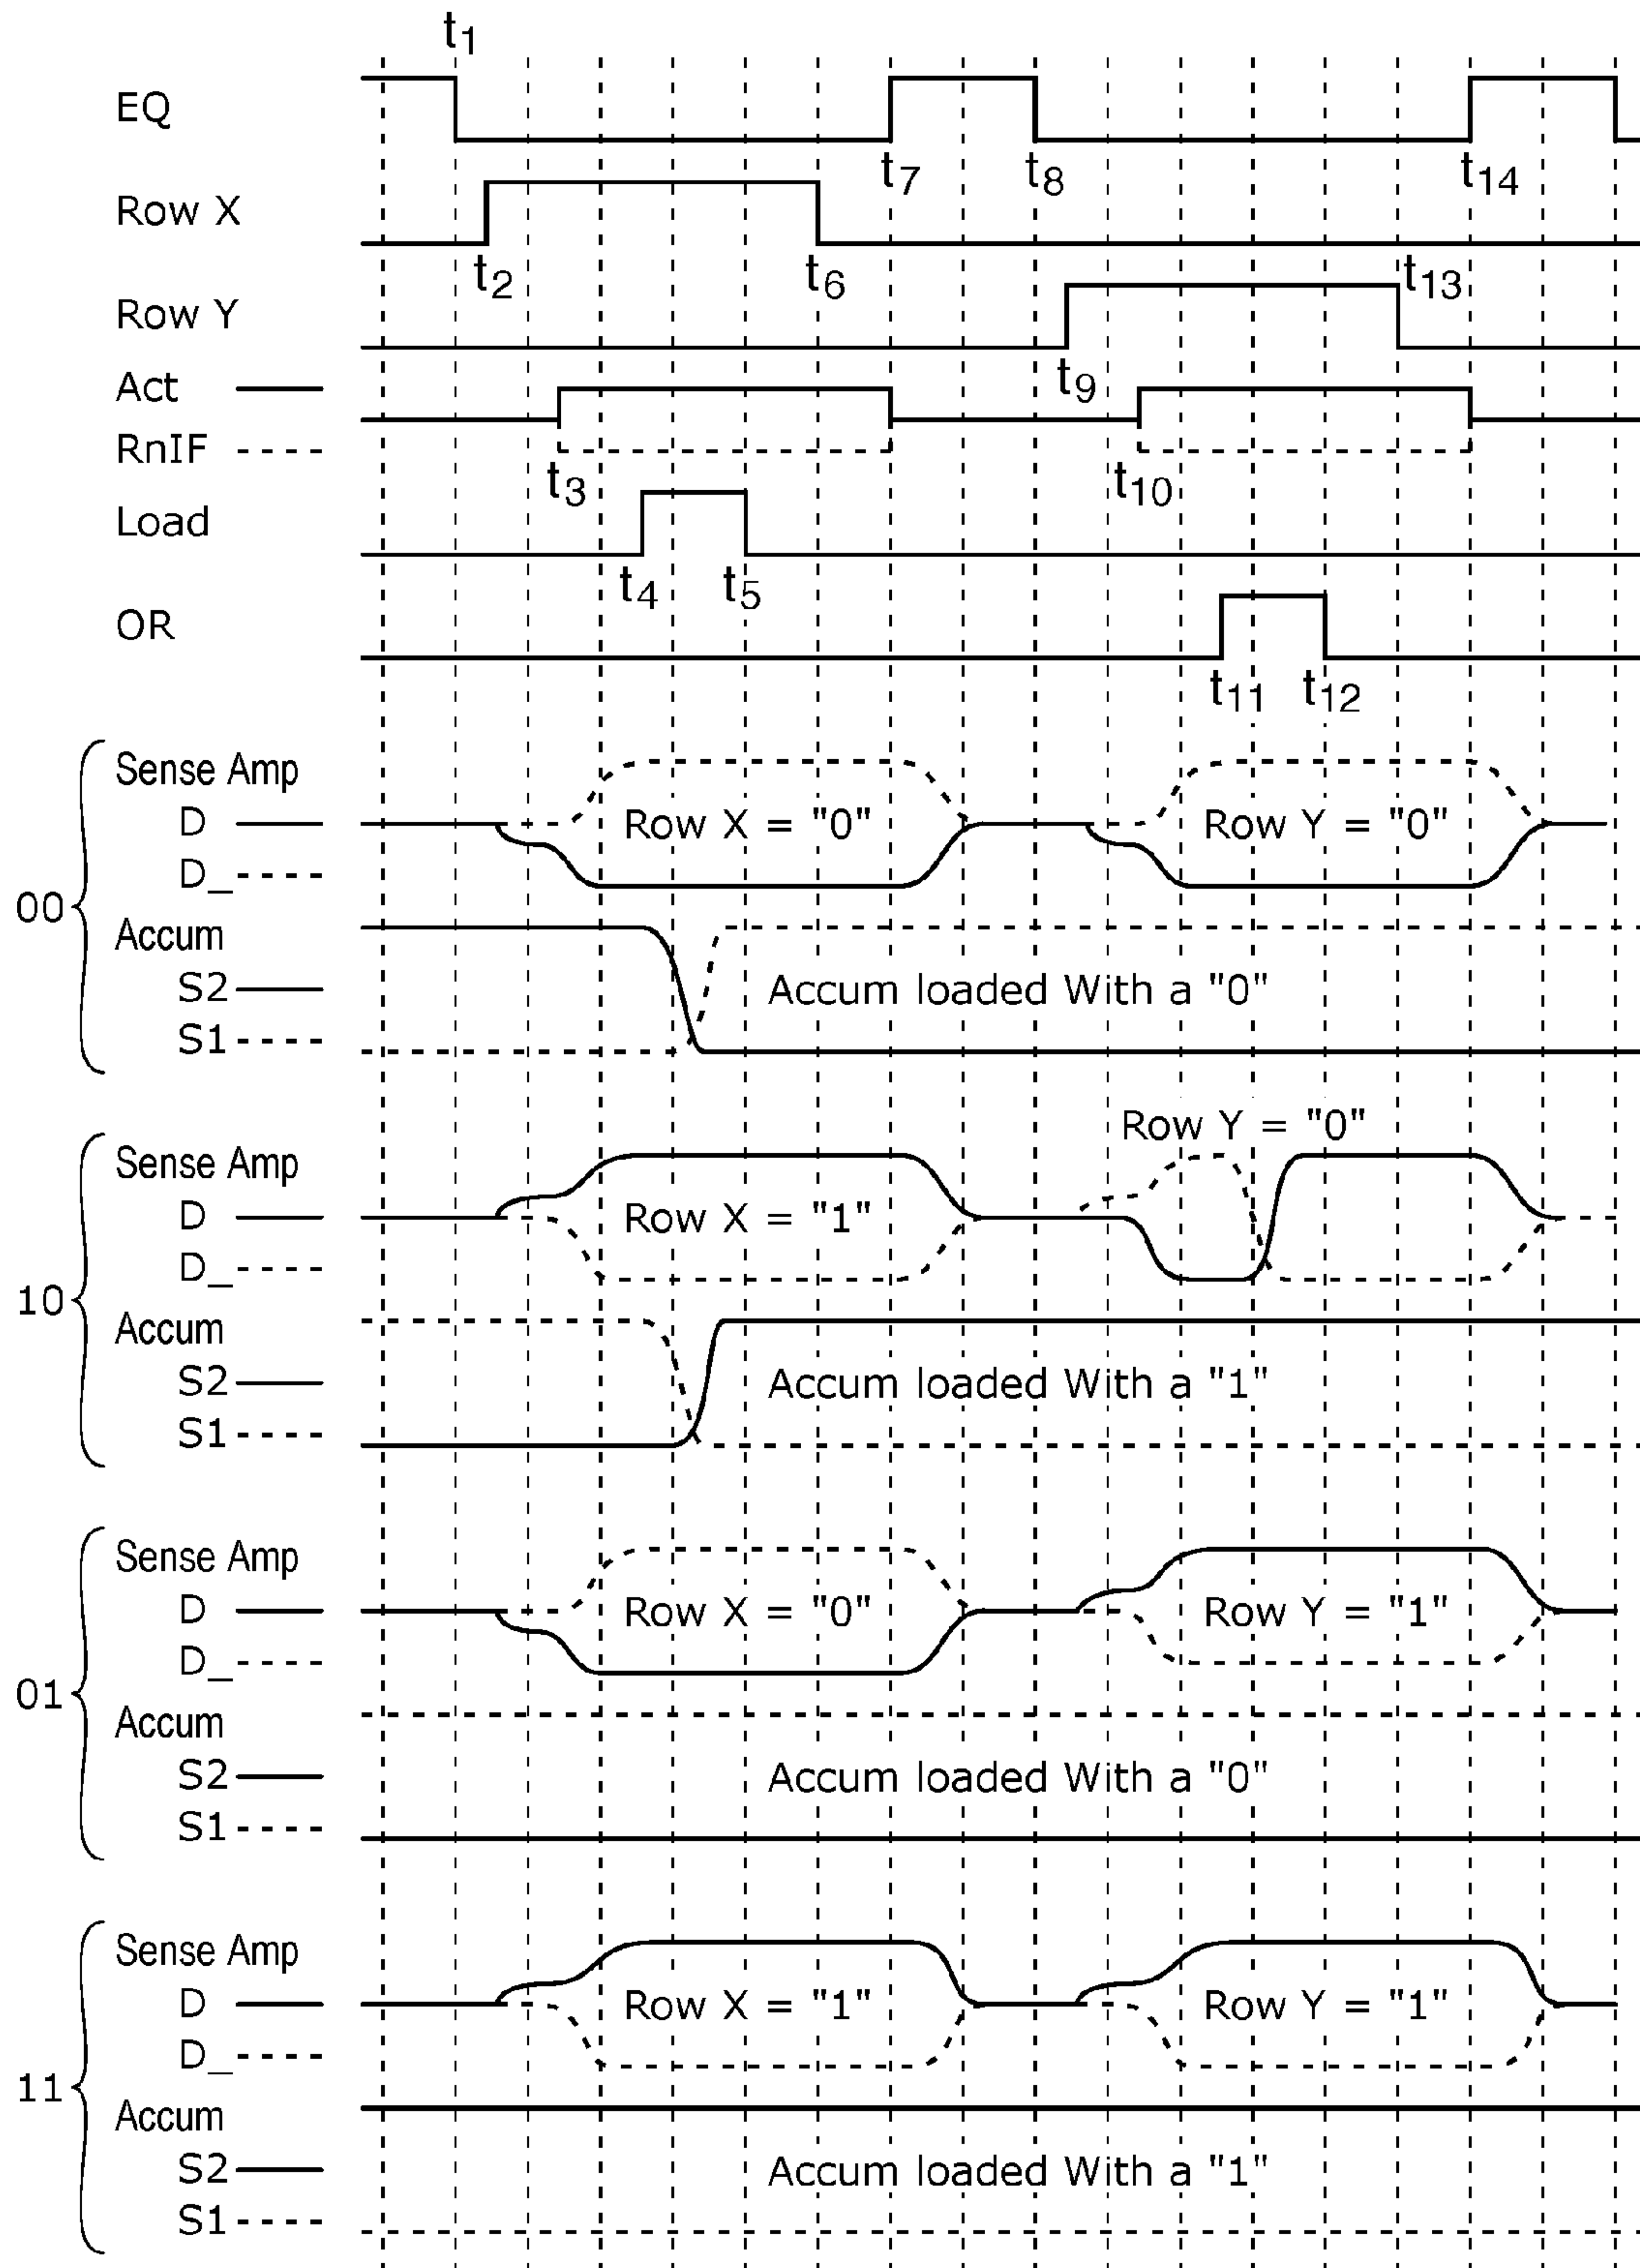 t1
EQ
t7 t8 t14
Row X
t2 t6 t13
Row Y
t9
Act
RnIF
t3 t10
Load
t4 t5
OR
t11 t12
00
Sense Amp
D Row X = "0" Row Y = "0"
D_
Accum
S2 Accum loaded With a "0"
S1
10
Row Y = "0"
Sense Amp
D Row X = "1"
D_
Accum
S2 Accum loaded With a "1"
S1
01
Sense Amp
D Row X = "0" Row Y = "1"
D_
Accum
S2 Accum loaded With a "0"
S1
11
Sense Amp
D Row X = "1" Row Y = "1"
D_
Accum
S2 Accum loaded With a "1"
S1